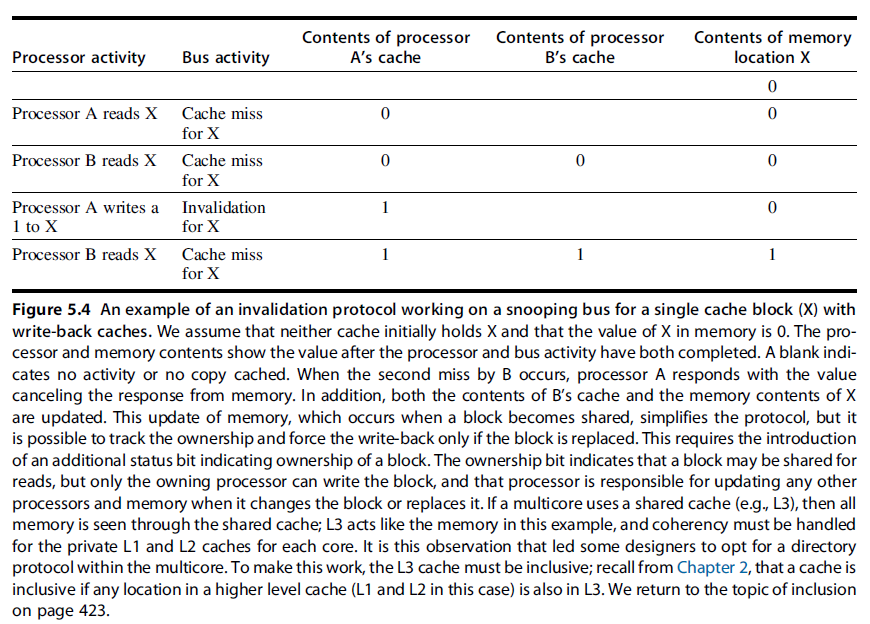 Contents of processor Contents of processor Contents of memory
Processor activity Bus activity A's cache B's cache location X
0
Processor A reads X Cache miss 0 0
for X
Processor B reads X Cache miss 0 0 0
for X
Processor A writes a Invalidation 1 0
1 to X for X
Processor B reads X Cache miss 1 1 1
for X
Figure 5.4 An example of an invalidation protocol working on a snooping bus for a single cache block (X) with
write-back caches. We assume that neither cache initially holds X and that the value of X in memory is 0. The pro-
cessor and memory contents show the value after the processor and bus activity have both completed. A blank indi-
cates no activity or no copy cached. When the second miss by B occurs, processor A responds with the value
canceling the response from memory. In addition, both the contents of B's cache and the memory contents of X
are updated. This update of memory, which occurs when a block becomes shared, simplifies the protocol, but it
is possible to track the ownership and force the write-back only if the block is replaced. This requires the introduction
of an additional status bit indicating ownership of a block. The ownership bit indicates that a block may be shared for
reads, but only the owning processor can write the block, and that processor is responsible for updating any other
processors and memory when it changes the block or replaces it. If a multicore uses a shared cache (e.g., L3), then all
memory is seen through the shared cache; L3 acts like the memory in this example, and coherency must be handled
for the private L1 and L2 caches for each core. It is this observation that led some designers to opt for a directory
protocol within the multicore. To make this work, the L3 cache must be inclusive; recall from Chapter 2, that a cache is
inclusive if any location in a higher level cache (L1 and L2 in this case) is also in L3. We return to the topic of inclusion
on page 423.